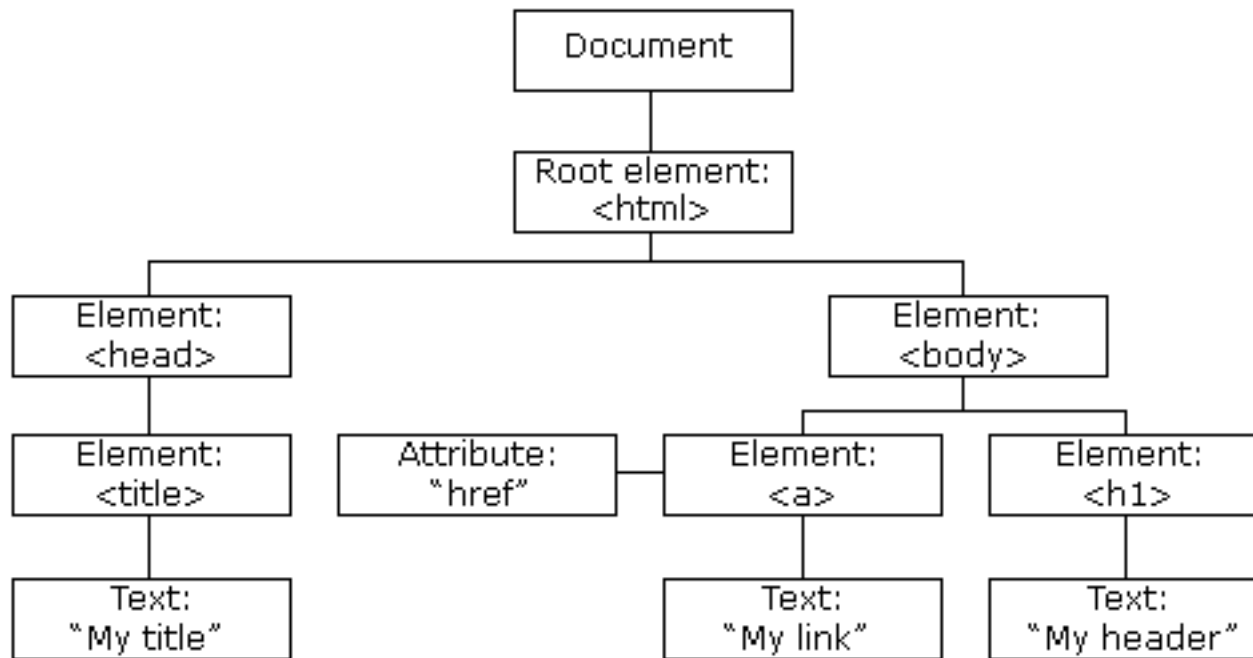 Document
Root element:
<html>
Element:
<head>
Element:
<body>
Element:
<title>
Attribute:
“href”
Element:
<a>
Element:
<h1>
Text:
“My title”
Text:
“My link”
Text:
“My header”